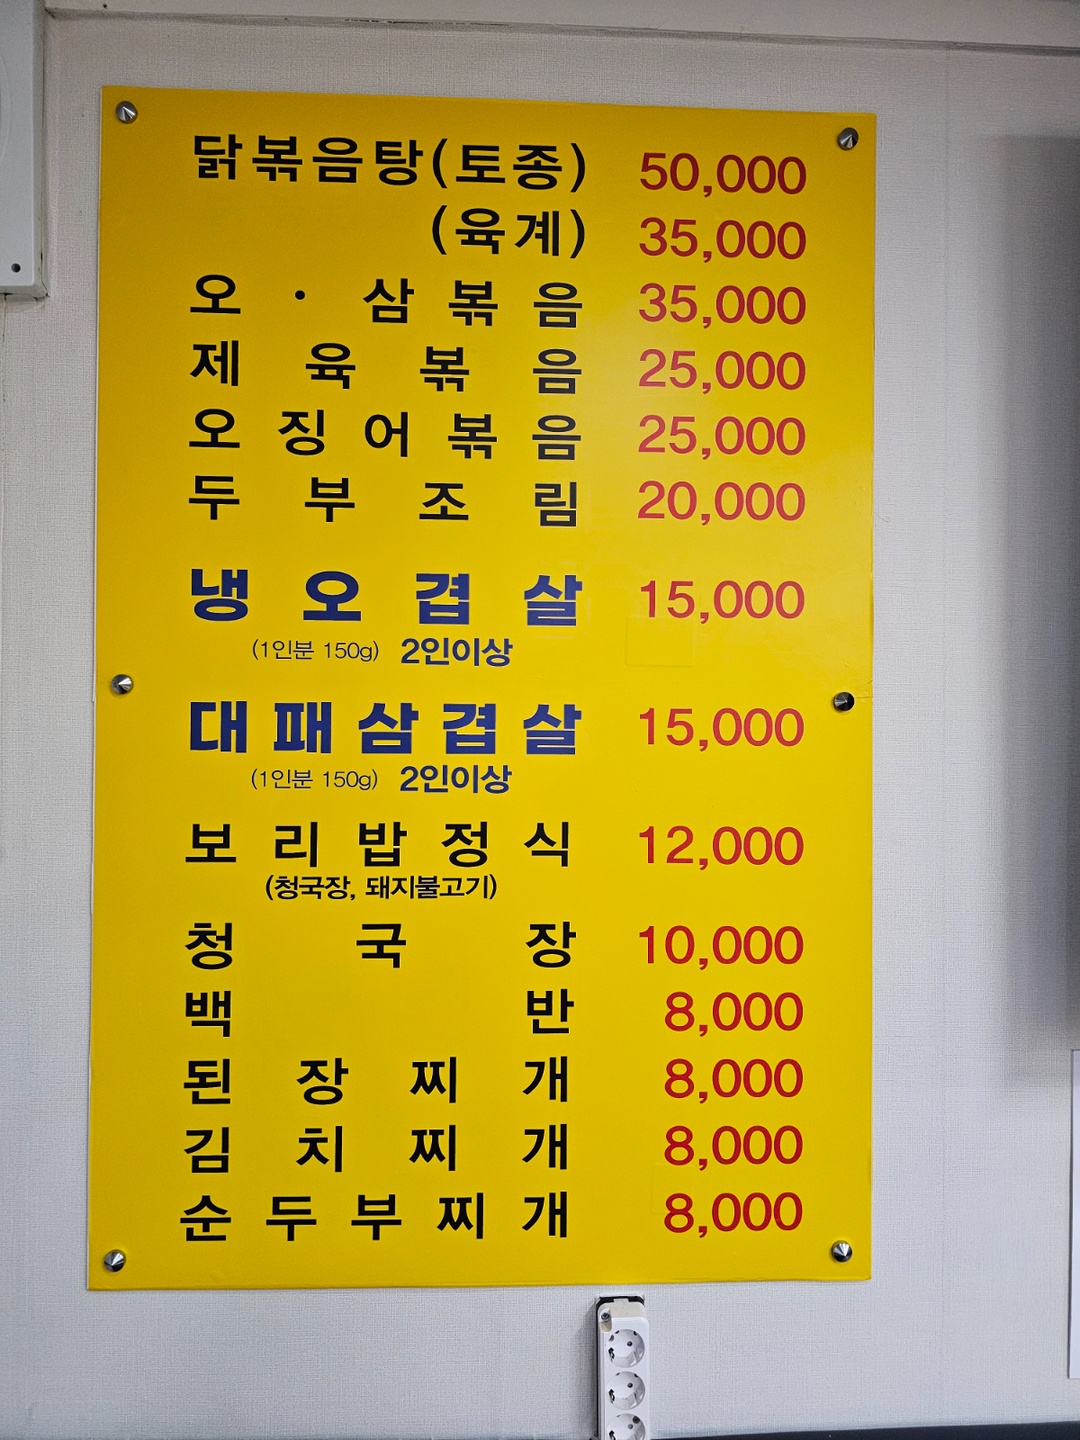 닭볶음탕(토종) 50,000
(육계) 35,000
오·삼볶음 35,000
제육볶음 25,000
오징어볶음 25,000
두부조림 20,000
냉오겹살 15,000
(1인분 150g) 2인이상
대패삼겹살 15,000
(1인분 150g) 2인이상
보리밥정식 12,000
(청국장, 돼지불고기)
청국장 10,000
백반 8,000
된장찌개 8,000
김치찌개 8,000
순두부찌개 8,000